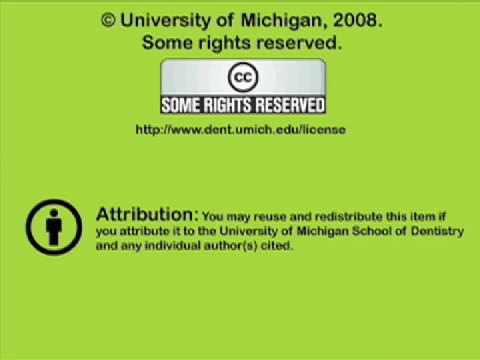 © University of Michigan, 2008.
Some rights reserved.
cc
SOME RIGHTS RESERVED
http://www.dent.umich.edu/license
Attribution: You may reuse and redistribute this item if
you attribute it to the University of Michigan School of Dentistry
and any individual author(s) cited.